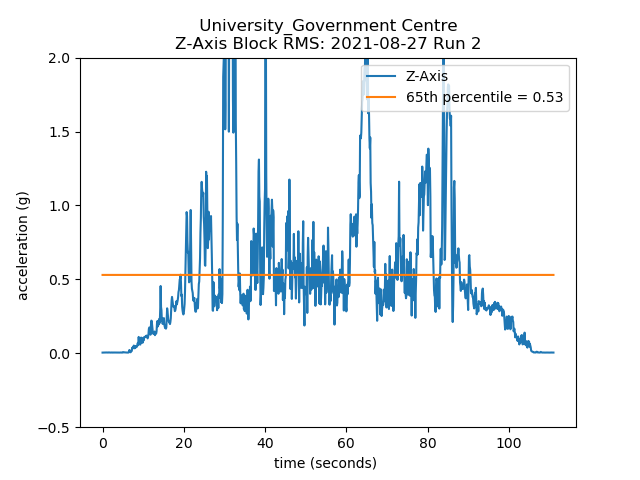 University_Government Centre
Z-Axis Block RMS: 2021-08-27 Run 2
2.0
1.5
1.0
0.5
0.0
−0.5
acceleration (g)
Z-Axis
65th percentile = 0.53
0 20 40 60 80 100
time (seconds)